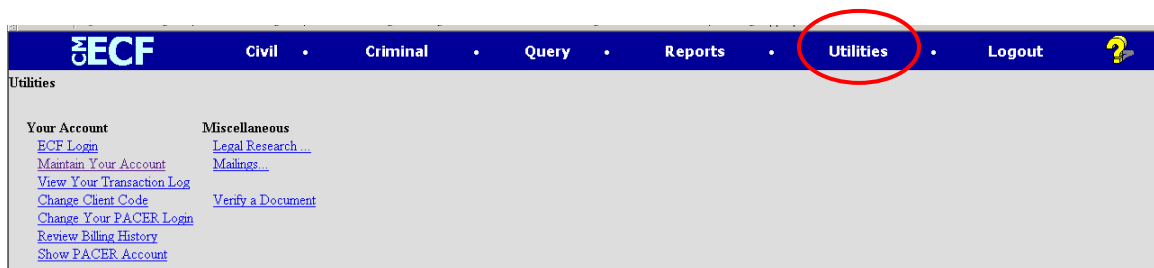 CM ECF Civil • Criminal • Query • Reports • Utilities • Logout ?
Utilities
Your Account Miscellaneous
ECF Login Legal Research ...
Maintain Your Account Mailings...
View Your Transaction Log
Change Client Code Verify a Document
Change Your PACER Login
Review Billing History
Show PACER Account